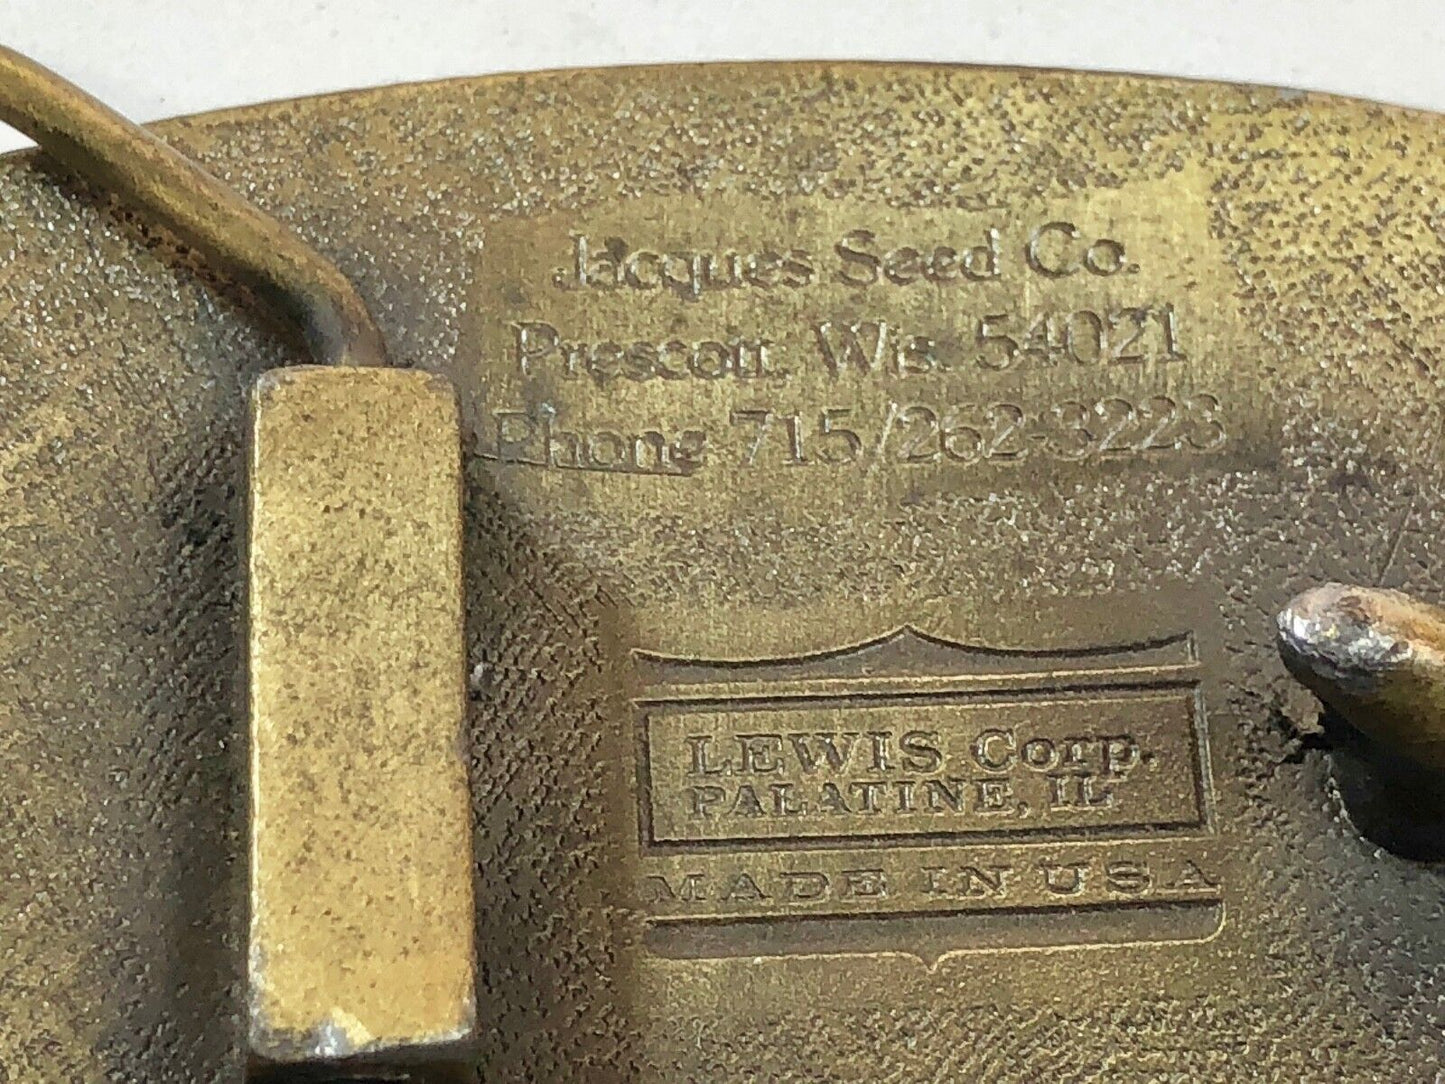 Jacques Seed Co.
Prescott, Wis. 54021
Phone 715/262-3223
LEWIS Corp.
PALATINE, IL
MADE IN USA